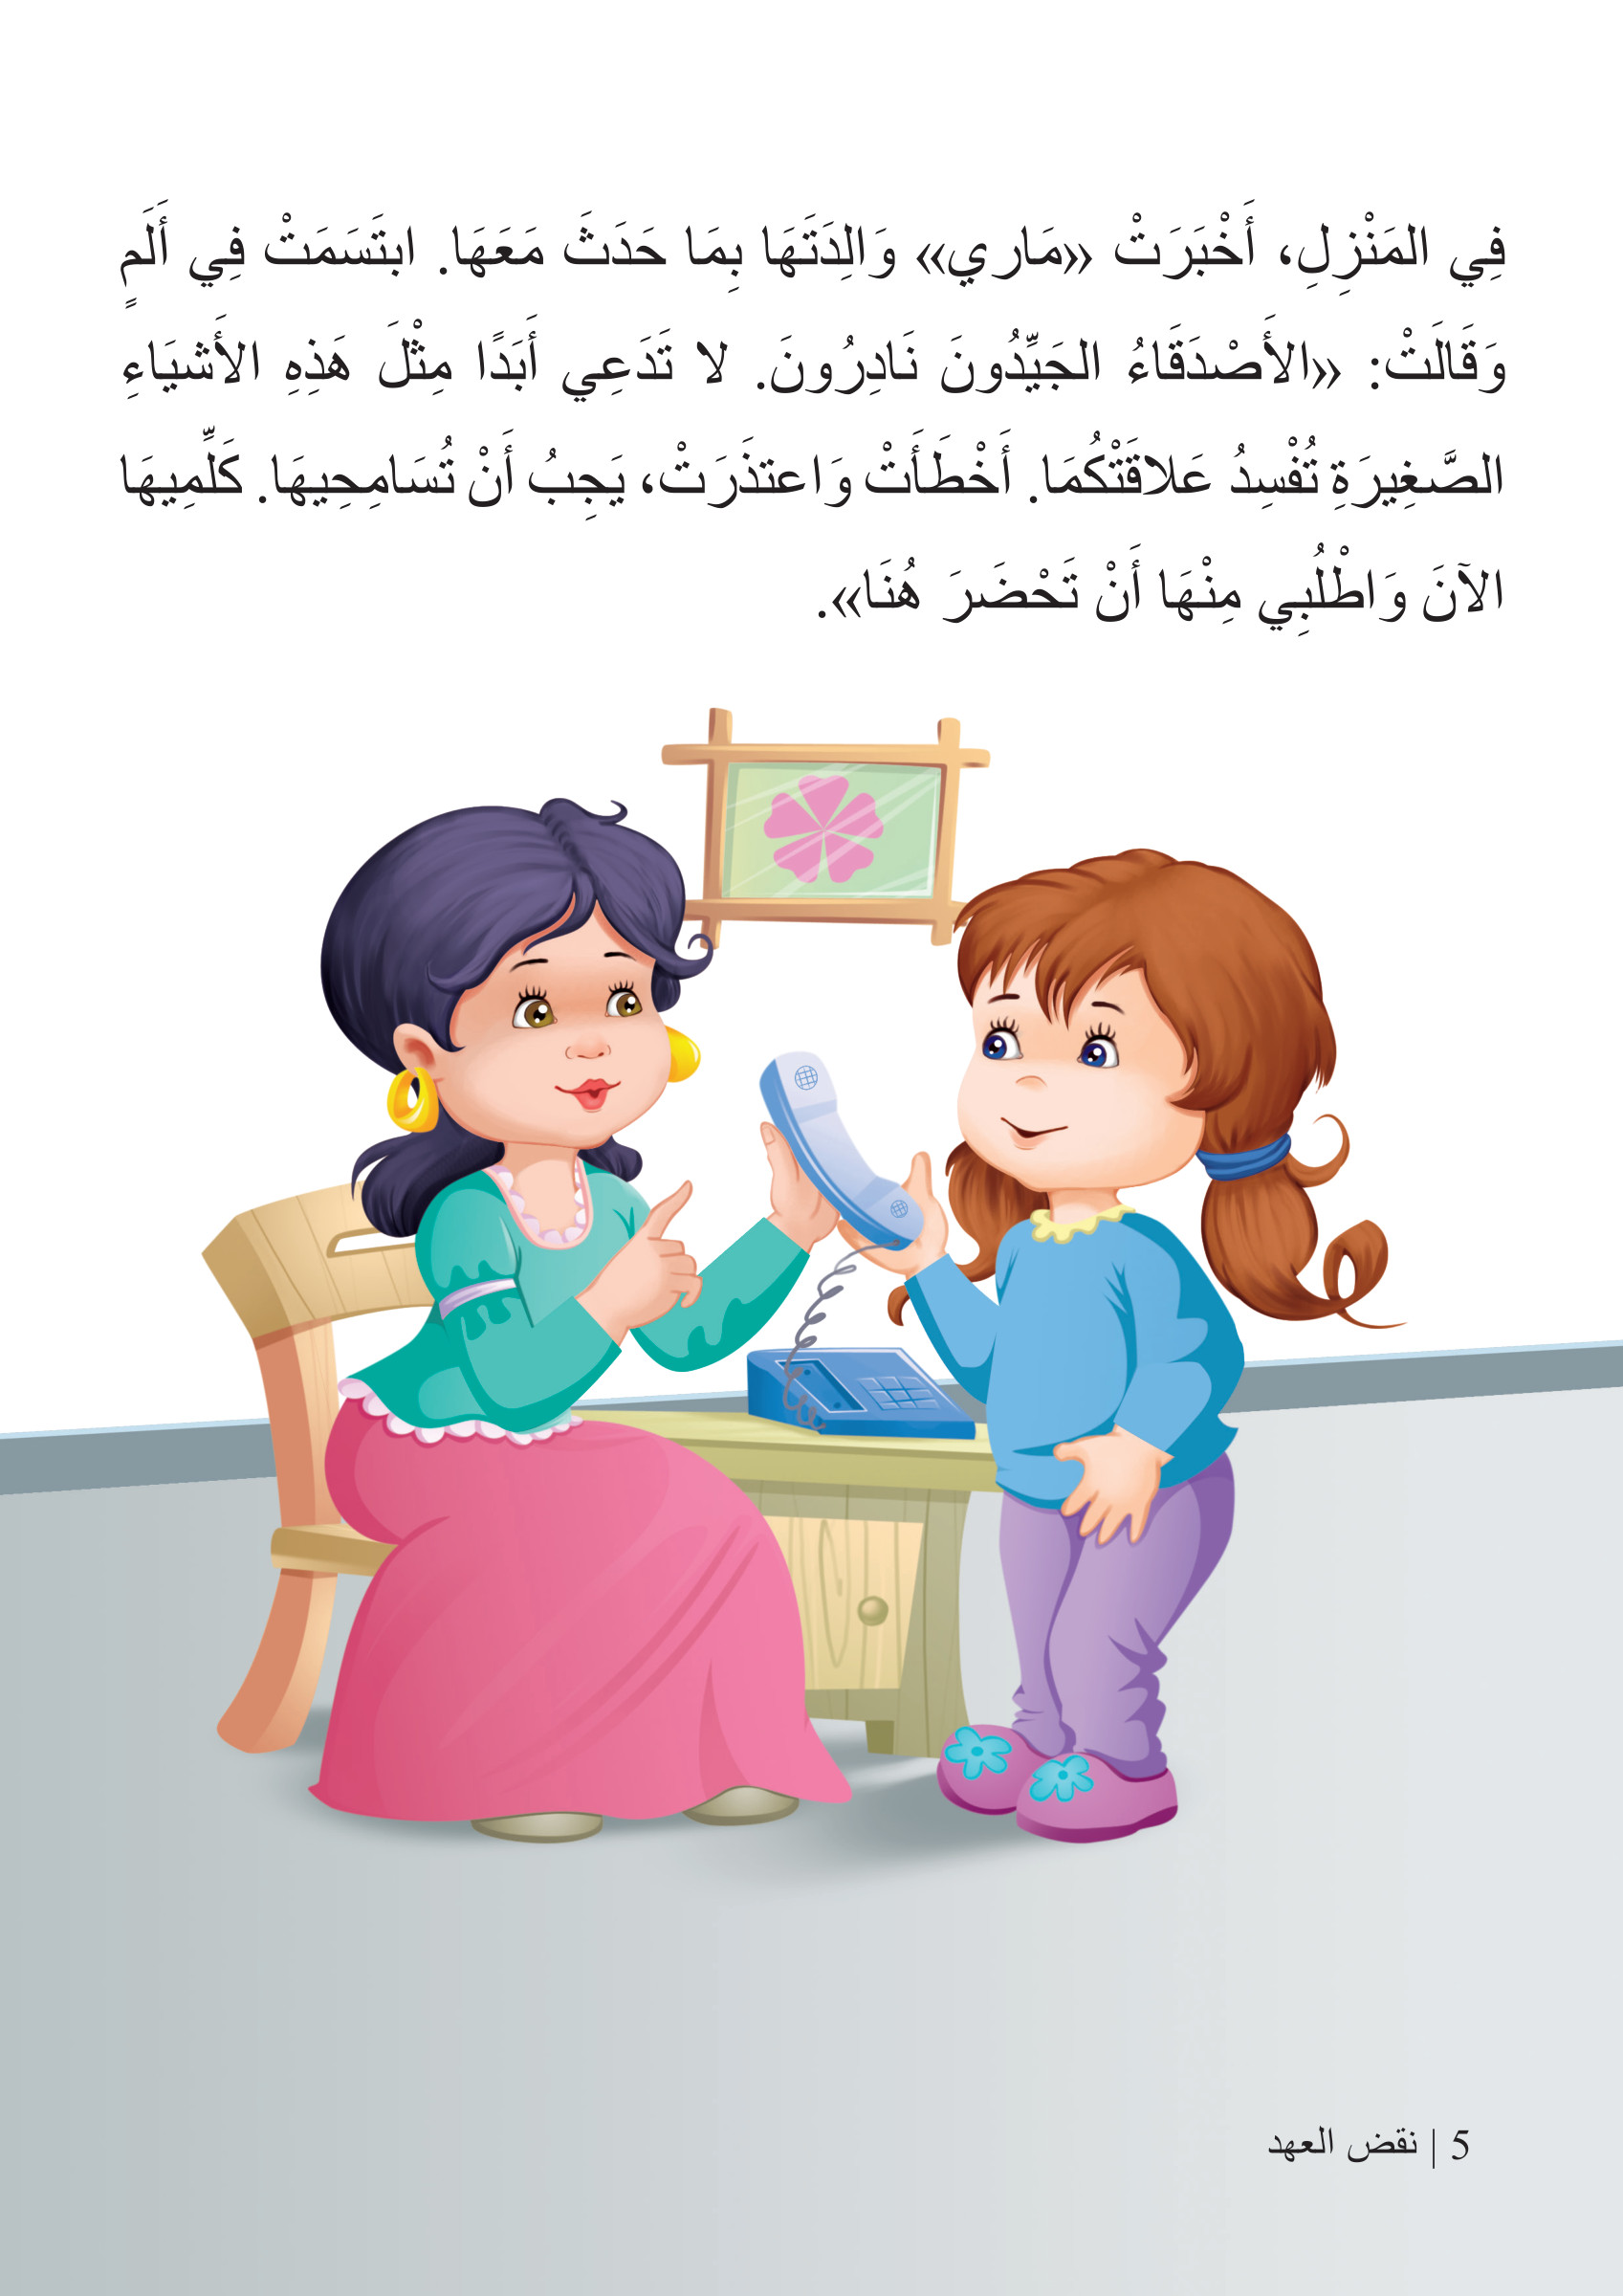 فِي المَنْزِلِ، أَخْبَرَتْ «مَاري» وَالِدَتَهَا بِمَا حَدَثَ مَعَهَا. ابتَسَمَتْ فِي أَلَمٍ
وَقَالَتْ: «الأَصْدَقَاءُ الجَيِّدُونَ نَادِرُونَ. لا تَدَعِي أَبَدًا مِثْلَ هَذِهِ الأَشيَاءِ
الصَّغِيرَةِ تُفْسِدُ عَلاقَتْكُمَا. أَخْطَأَتْ وَاعتذَرَتْ، يَجِبُ أَنْ تُسَامِحِيهَا. كَلِّمِيهَا
الآنَ وَاطْلُبِي مِنْهَا أَنْ تَحْضَرَ هُنَا».
5 | نقض العهد